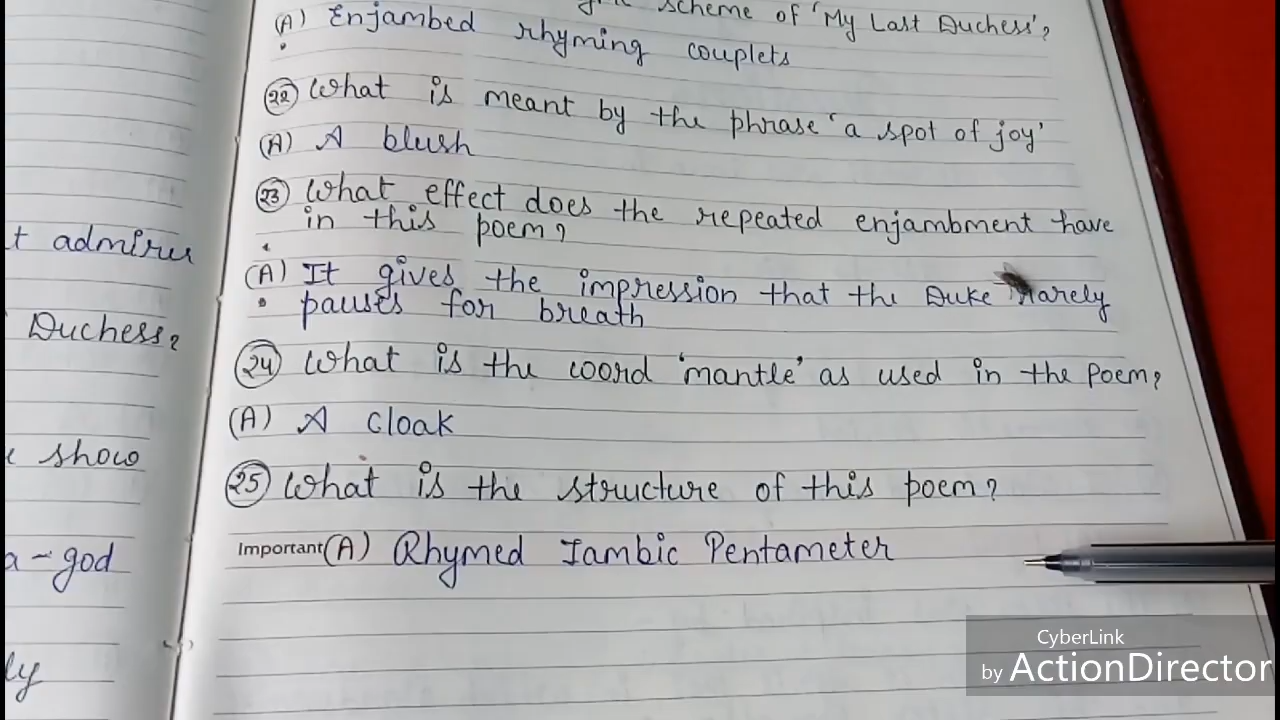 scheme of 'My Last Duchess'?
(A) Enjambed rhyming couplets
22 What is meant by the phrase 'a spot of joy'
(A) A blush
23 What effect does the repeated enjambment have
in this poem?
(A) It gives the impression that the Duke rarely
pauses for breath
24 What is the word 'mantle' as used in the poem?
(A) A cloak
25 What is the structure of this poem?
Important (A) Rhymed Iambic Pentameter
t admires
Duchess?
show
a-god
ly
CyberLink
by ActionDirector